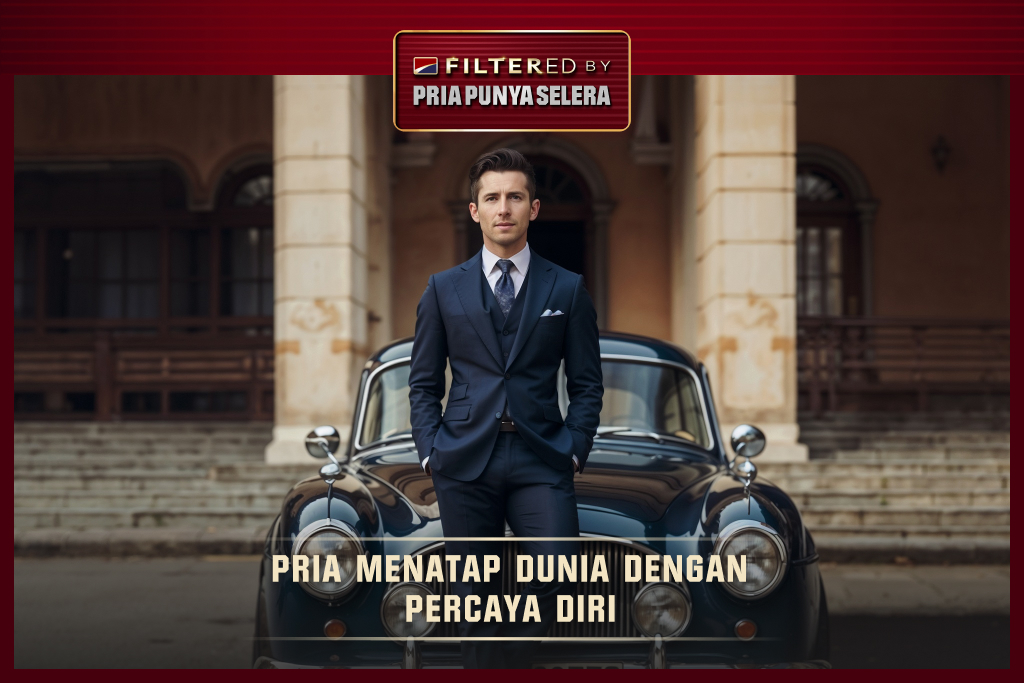 FILTERED BY
PRIA PUNYA SELERA
PRIA MENATAP DUNIA DENGAN
PERCAYA DIRI